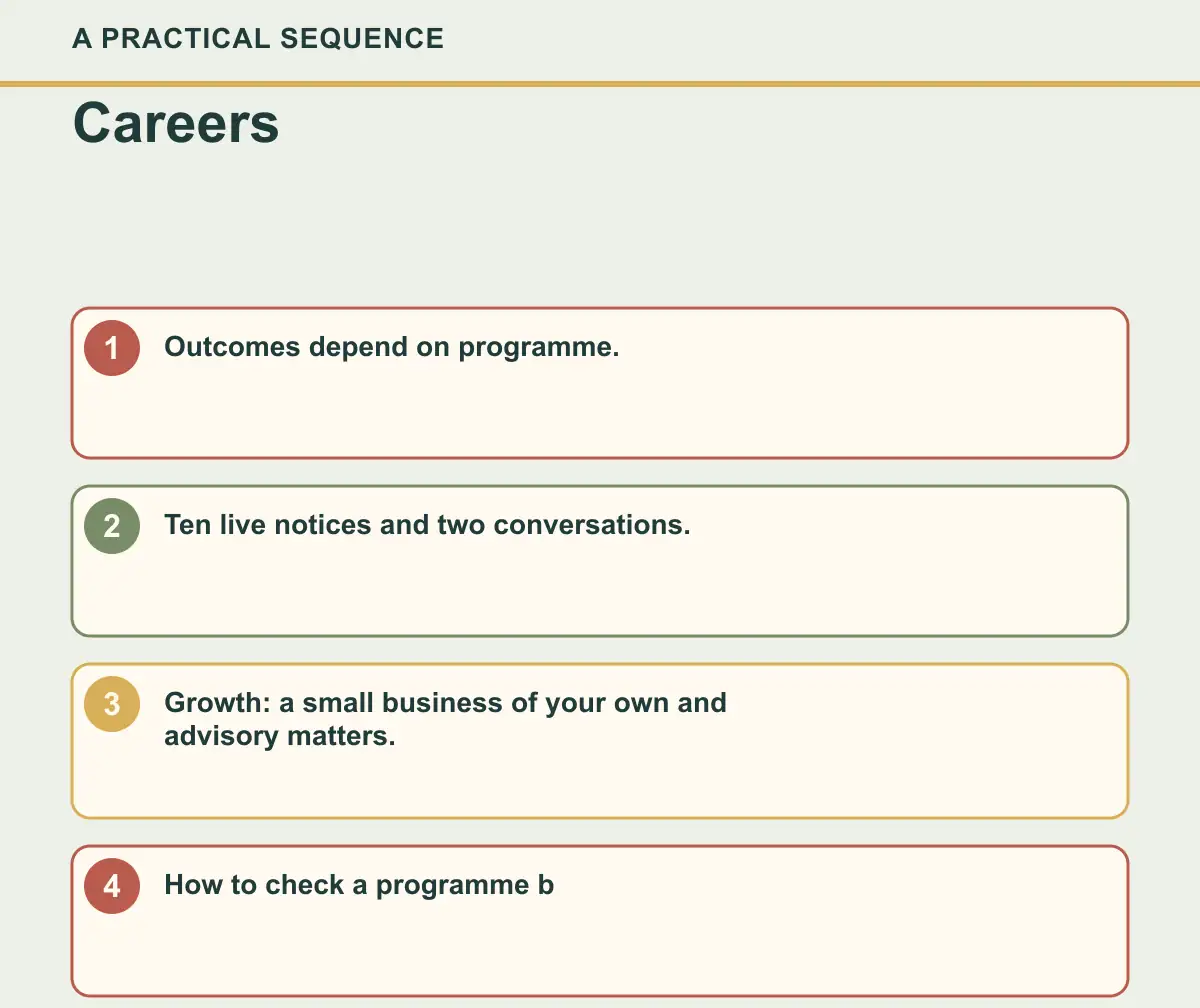 A PRACTICAL SEQUENCE
Careers
1
Outcomes depend on programme.
2
Ten live notices and two conversations.
3
Growth: a small business of your own and
advisory matters.
4
How to check a programme b